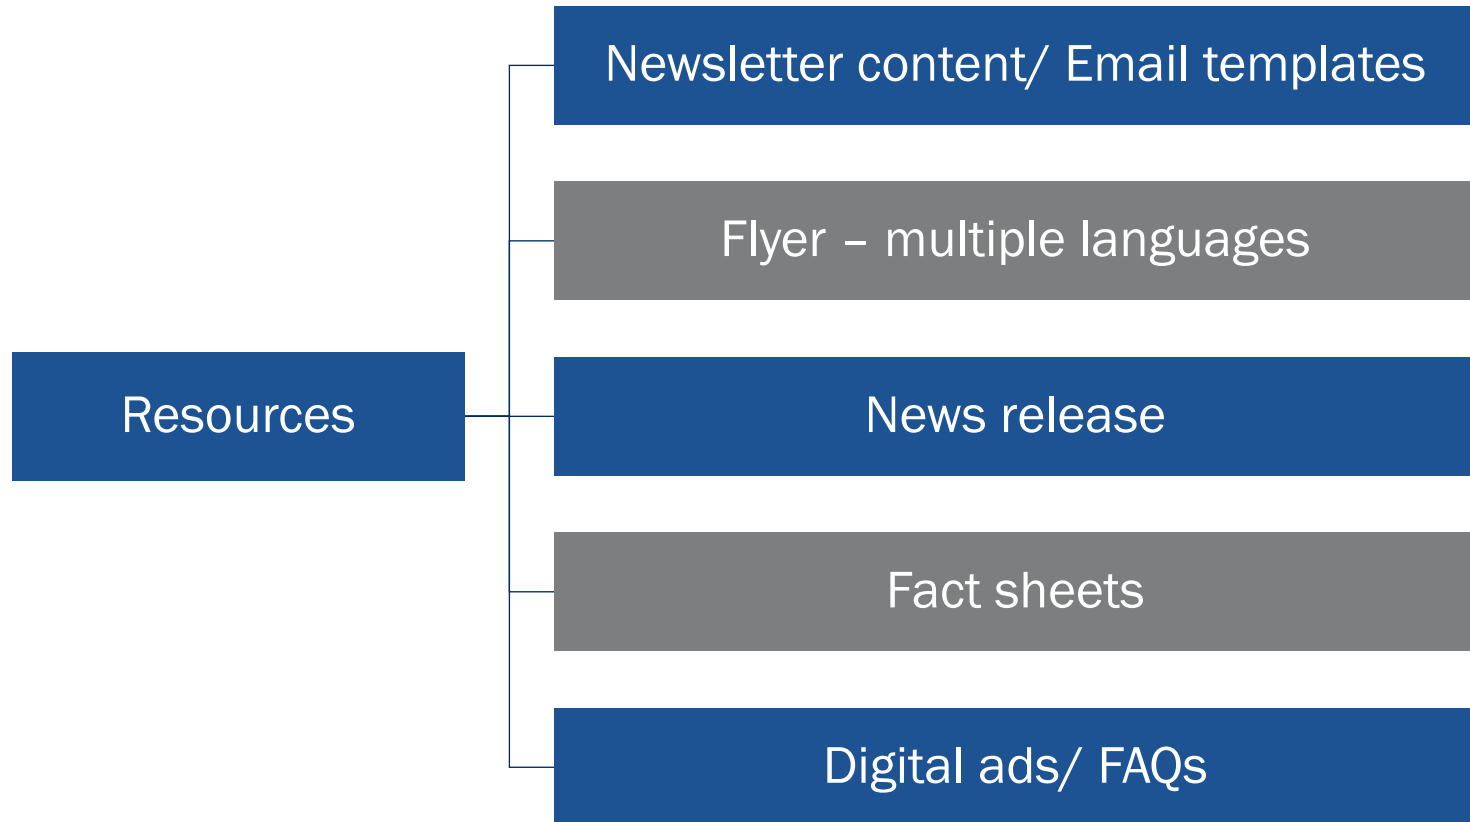 Newsletter content/ Email templates
Flyer – multiple languages
Resources
News release
Fact sheets
Digital ads/ FAQs